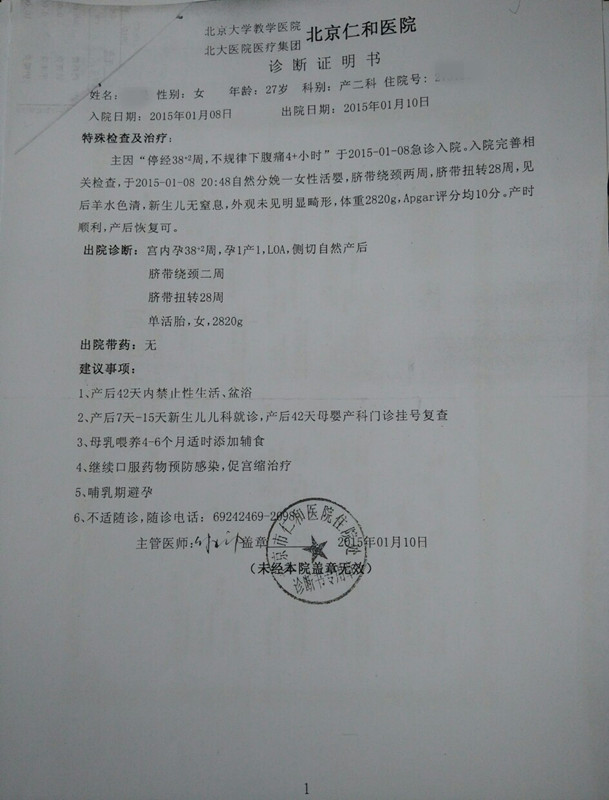 北京大学教学医院
北大医院医疗集团 北京仁和医院
诊断证明书
姓名: 性别: 女 年龄: 27岁 科别: 产二科 住院号:
入院日期: 2015年01月08日 出院日期: 2015年01月10日
特殊检查及治疗:
主因“停经38⁺²周, 不规律下腹痛4+小时”于2015-01-08急诊入院。入院完善相
关检查, 于2015-01-08 20:48自然分娩一女性活婴, 脐带绕颈两周, 脐带扭转28周, 见
后羊水色清, 新生儿无窒息, 外观未见明显畸形, 体重2820g, Apgar评分均10分。产时
顺利, 产后恢复可。
出院诊断: 宫内孕38⁺²周, 孕1产1, LOA, 侧切自然产后
脐带绕颈二周
脐带扭转28周
单活胎, 女, 2820g
出院带药: 无
建议事项:
1、产后42天内禁止性生活、盆浴
2、产后7天-15天新生儿儿科就诊, 产后42天母婴产科门诊挂号复查
3、母乳喂养4-6个月适时添加辅食
4、继续口服药物预防感染, 促宫缩治疗
5、哺乳期避孕
6、不适随诊, 随诊电话: 69242469-2098
主管医师: 盖章 2015年01月10日
(未经本院盖章无效)
北京市仁和医院住院处
诊断书专用章
1